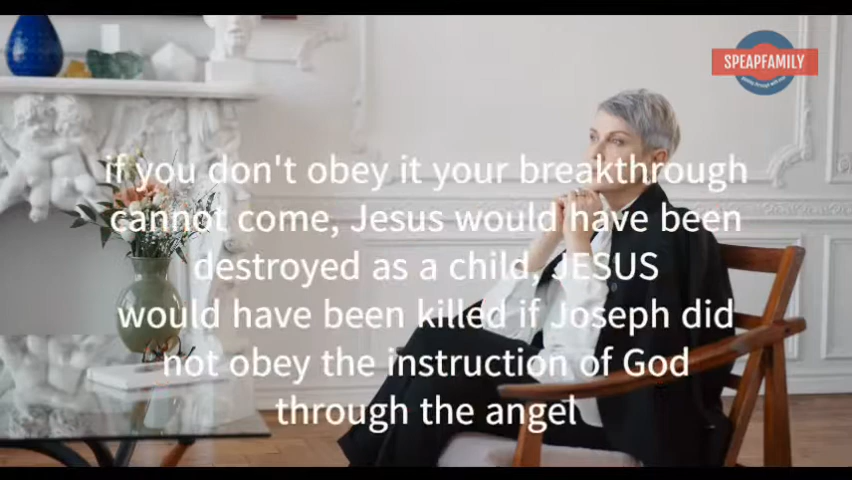 SPEAPFAMILY
if you don't obey it your breakthrough
cannot come, Jesus would have been
destroyed as a child, JESUS
would have been killed if Joseph did
not obey the instruction of God
through the angel